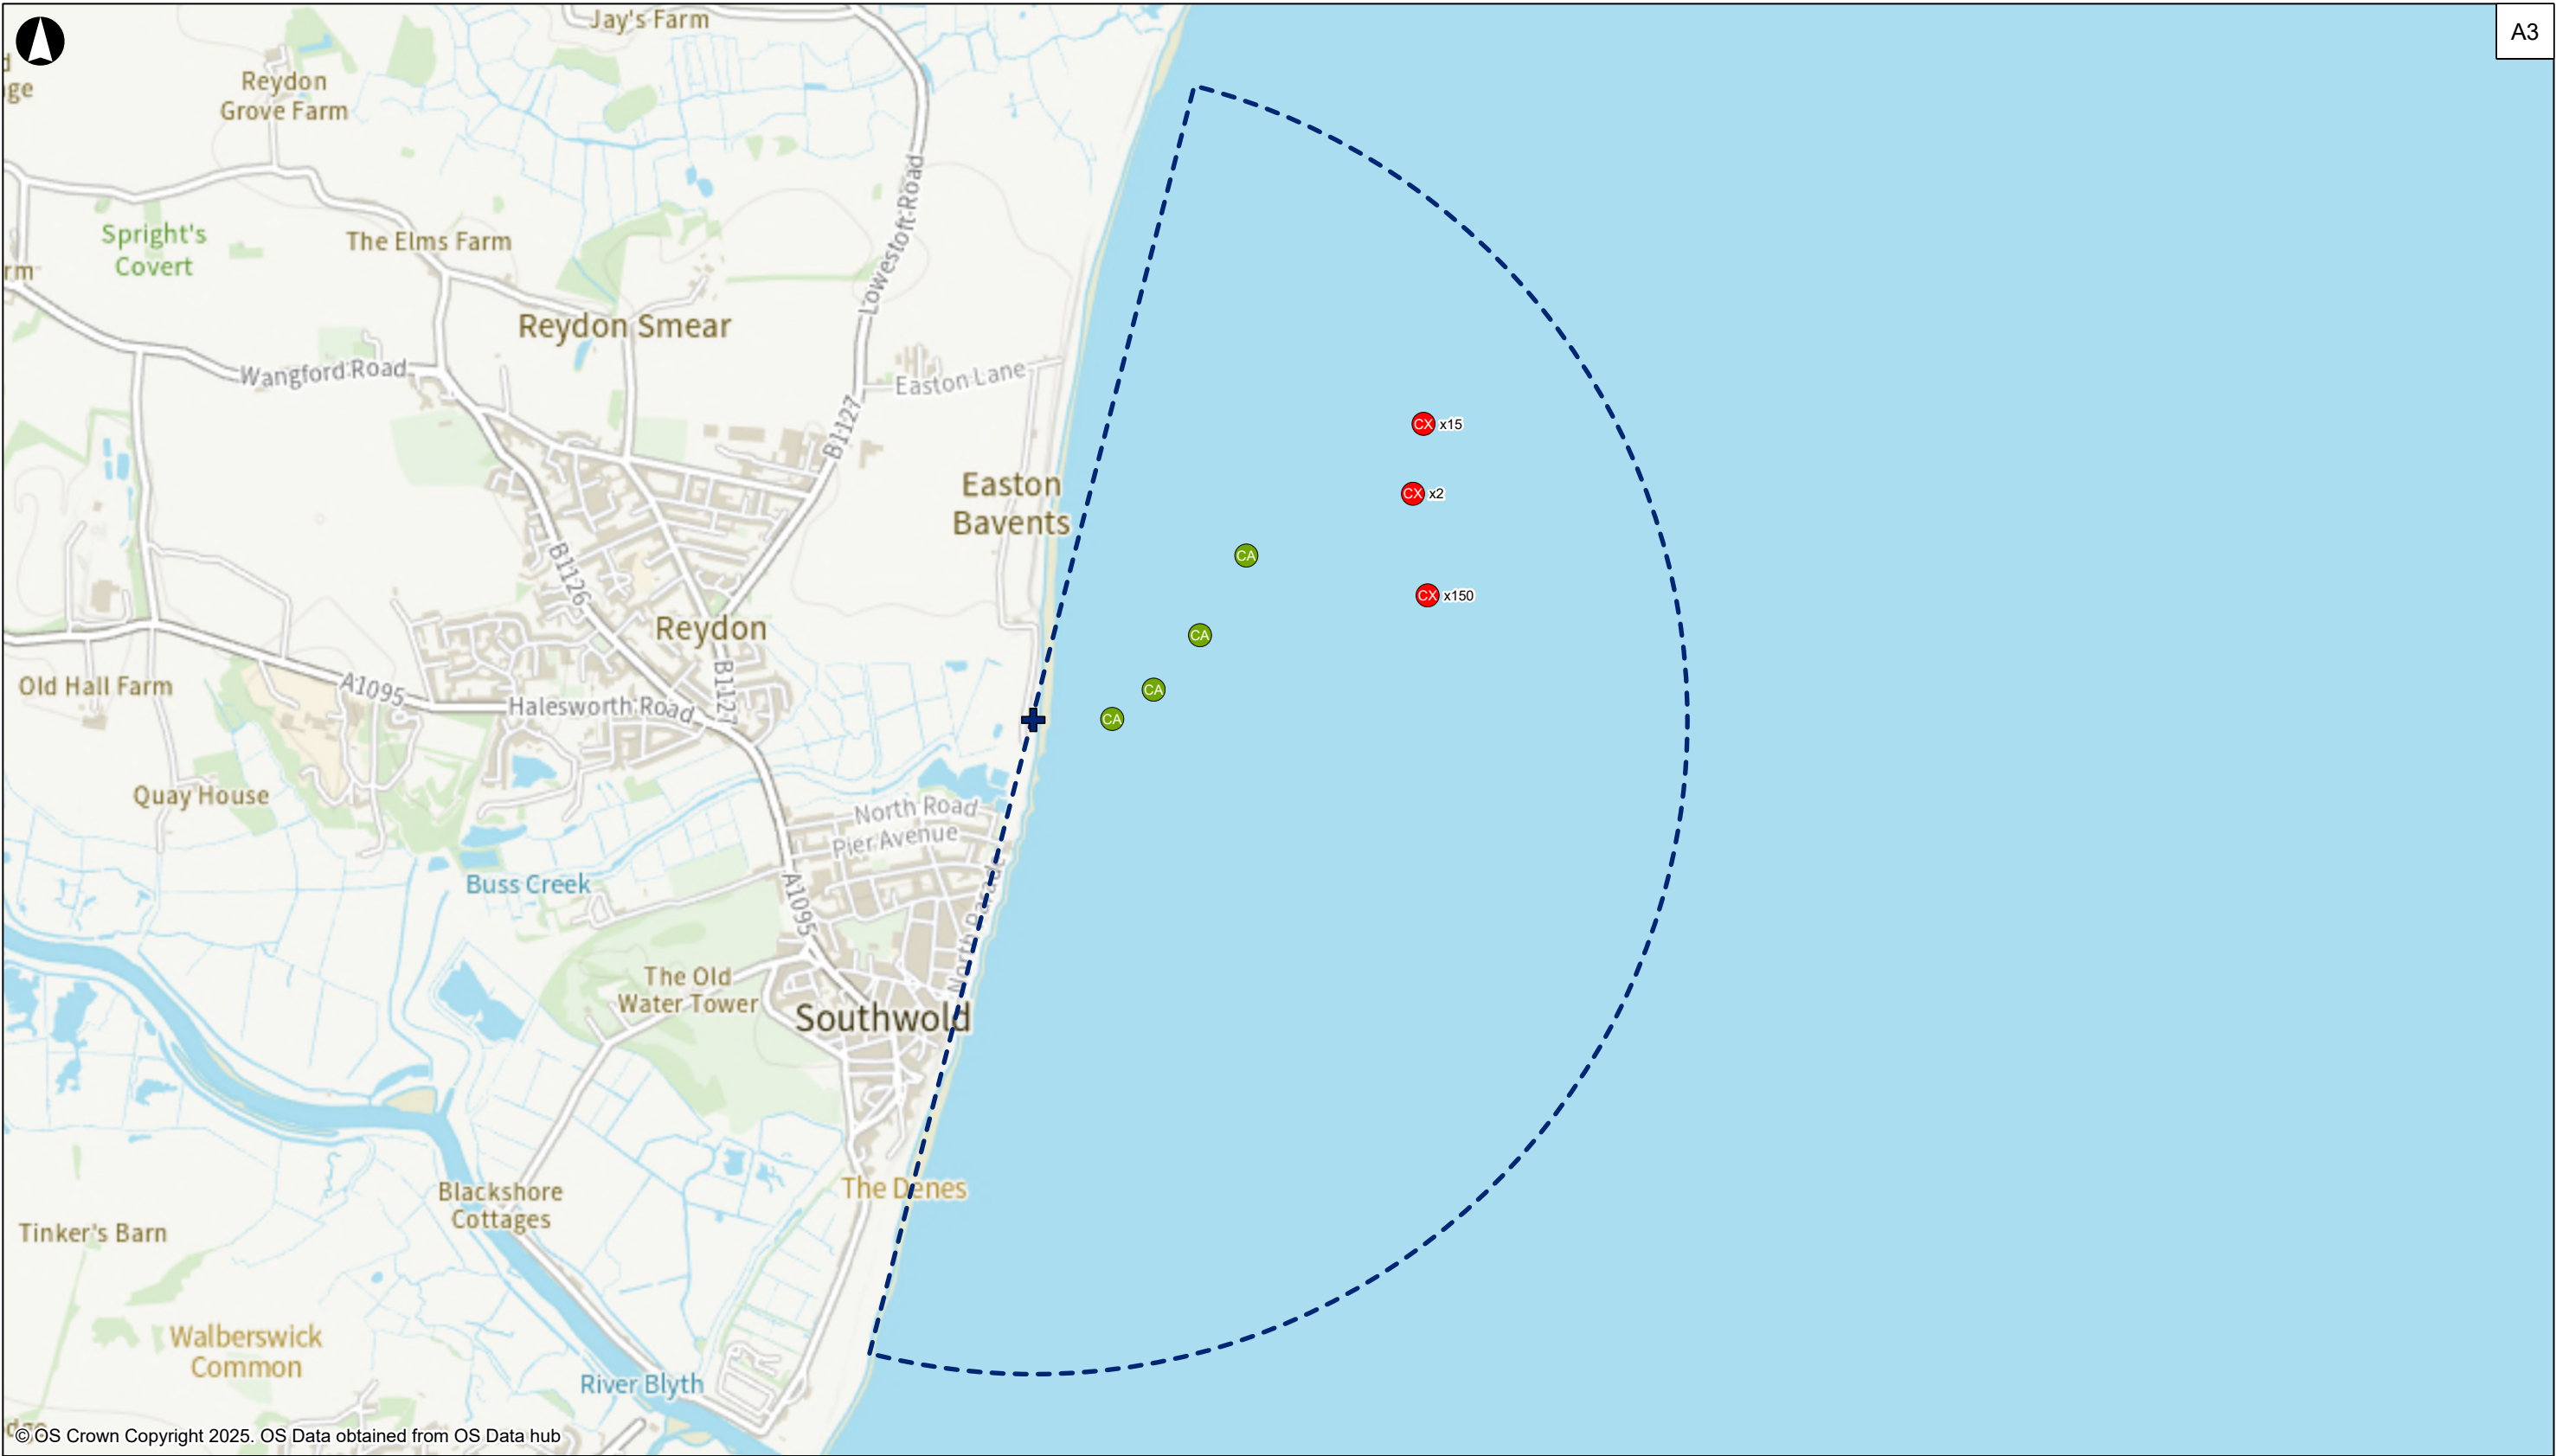 Jay's Farm
A3
Reydon
Grove Farm
Lowestoft Road
Spright's
Covert
The Elms Farm
Reydon Smear
Wangford Road
Easton Lane
B1127
CX x15
Easton
Bavents
CX x2
CA
B1126
CX x150
Reydon
CA
B1127
Old Hall Farm
A1095
Halesworth Road
CA
CA
Quay House
North Road
Pier Avenue
Buss Creek
A1095
North Parade
The Old
Water Tower
Southwold
The Denes
Blackshore
Cottages
Tinker's Barn
Walberswick
Common
River Blyth
© OS Crown Copyright 2025. OS Data obtained from OS Data hub